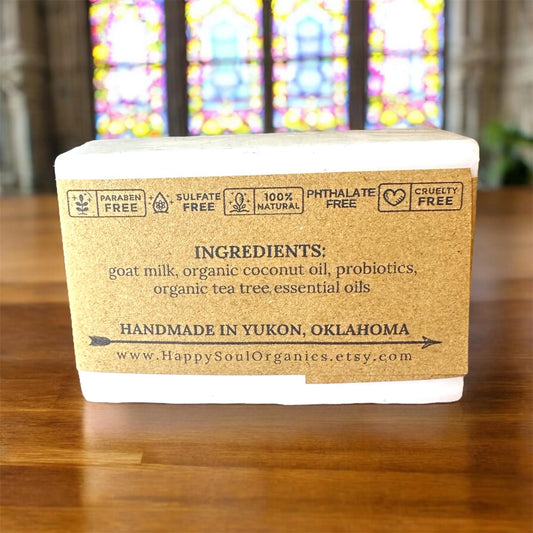 PARABEN FREE
SULFATE FREE
100% NATURAL
PHTHALATE FREE
CRUELTY FREE
INGREDIENTS:
goat milk, organic coconut oil, probiotics,
organic tea tree essential oils
HANDMADE IN YUKON, OKLAHOMA
www.HappySoulOrganics.etsy.com